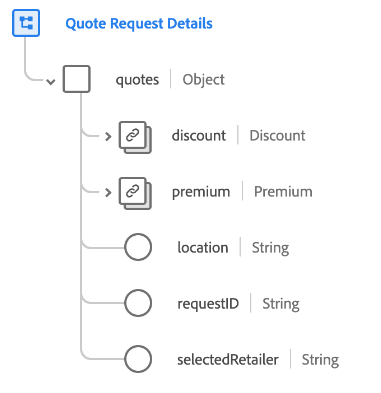 Quote Request Details
quotes Object
discount Discount
premium Premium
location String
requestID String
selectedRetailer String